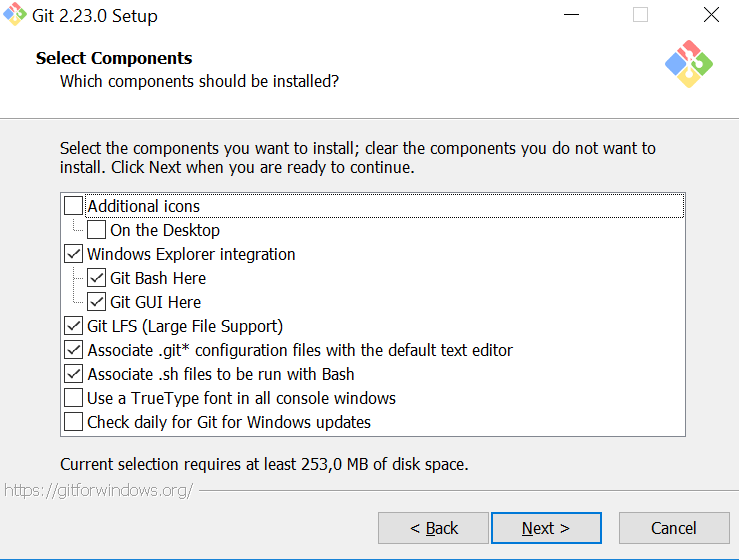 Git 2.23.0 Setup
Select Components
Which components should be installed?
Select the components you want to install; clear the components you do not want to
install. Click Next when you are ready to continue.
Additional icons
On the Desktop
Windows Explorer integration
Git Bash Here
Git GUI Here
Git LFS (Large File Support)
Associate .git* configuration files with the default text editor
Associate .sh files to be run with Bash
Use a TrueType font in all console windows
Check daily for Git for Windows updates
Current selection requires at least 253,0 MB of disk space.
https://gitforwindows.org/
< Back
Next >
Cancel